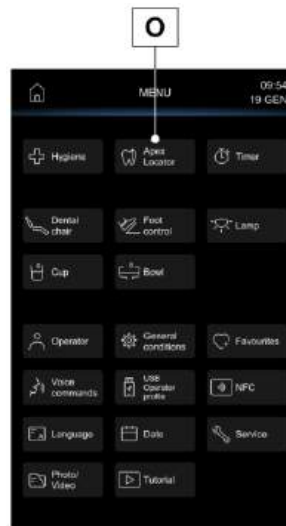 O
MENU
09:54
19 GEN
Hygiene
Apex
Locator
Timer
Dental
chair
Foot
control
Lamp
Cup
Bowl
Operator
General
conditions
Favourites
Voice
commands
USB
Operator
profile
NFC
Language
Date
Service
Photo/
Video
Tutorial